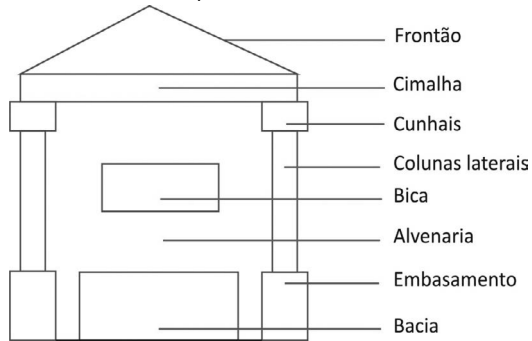 Frontão
Cimalha
Cunhais
Colunas laterais
Bica
Alvenaria
Embasamento
Bacia